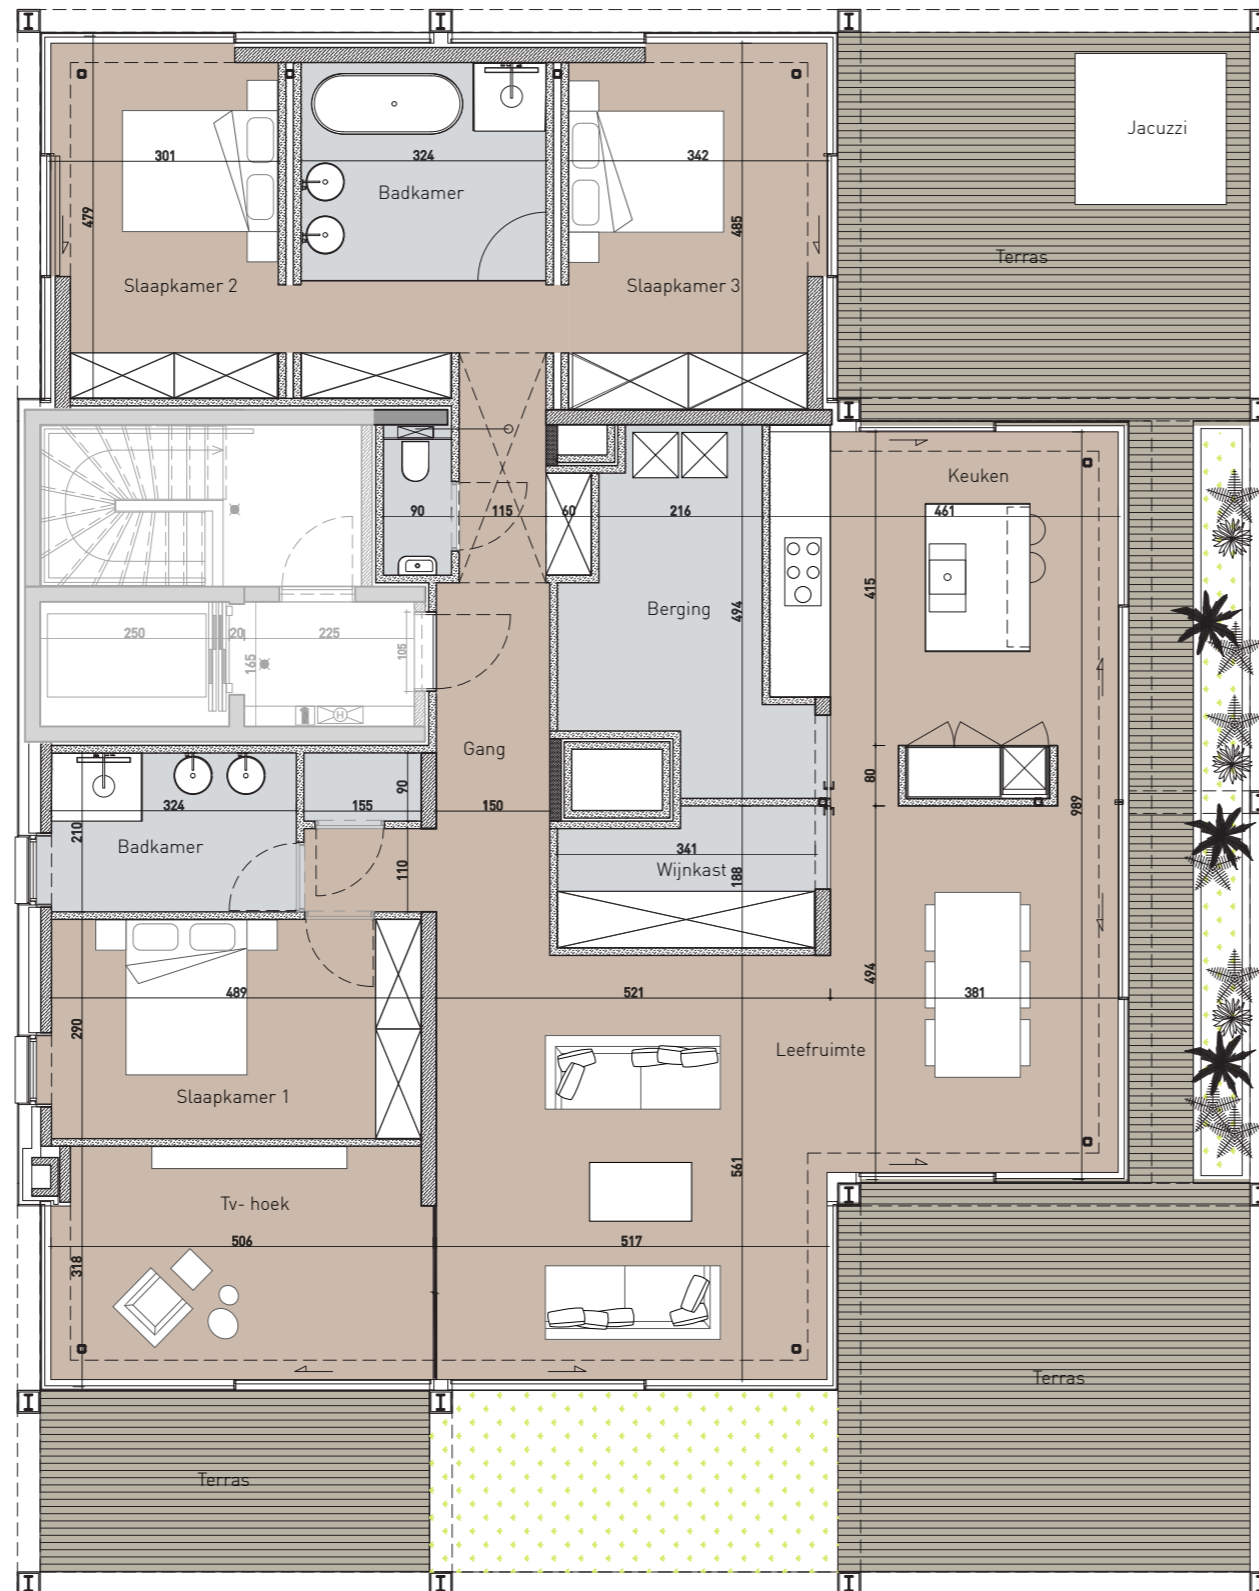 Jacuzzi
301
324
342
Badkamer
479
485
Slaapkamer 2
Slaapkamer 3
Terras
Keuken
90
115
60
216
461
415
Berging
494
250
20
225
165
105
H
Gang
80
90
324
155
150
989
210
Badkamer
110
341
Wijnkast
188
494
489
521
381
290
Leefruimte
Slaapkamer 1
561
Tv- hoek
506
517
318
Terras
Terras